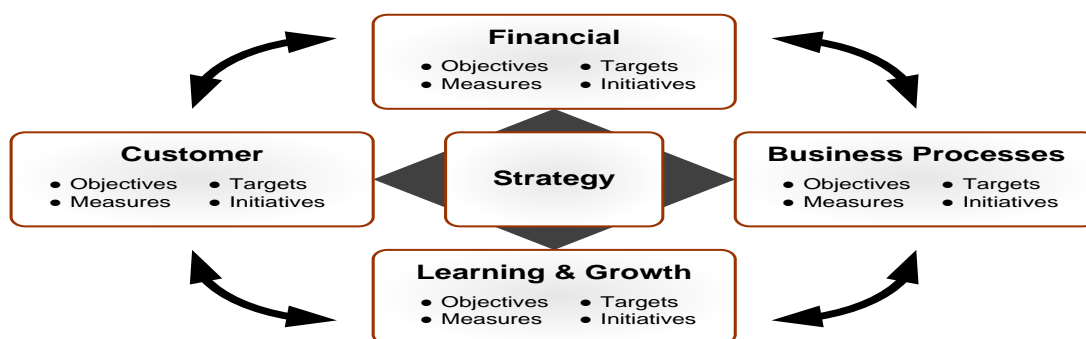 Financial
● Objectives ● Targets
● Measures ● Initiatives
Customer
● Objectives ● Targets
● Measures ● Initiatives
Strategy
Business Processes
● Objectives ● Targets
● Measures ● Initiatives
Learning & Growth
● Objectives ● Targets
● Measures ● Initiatives